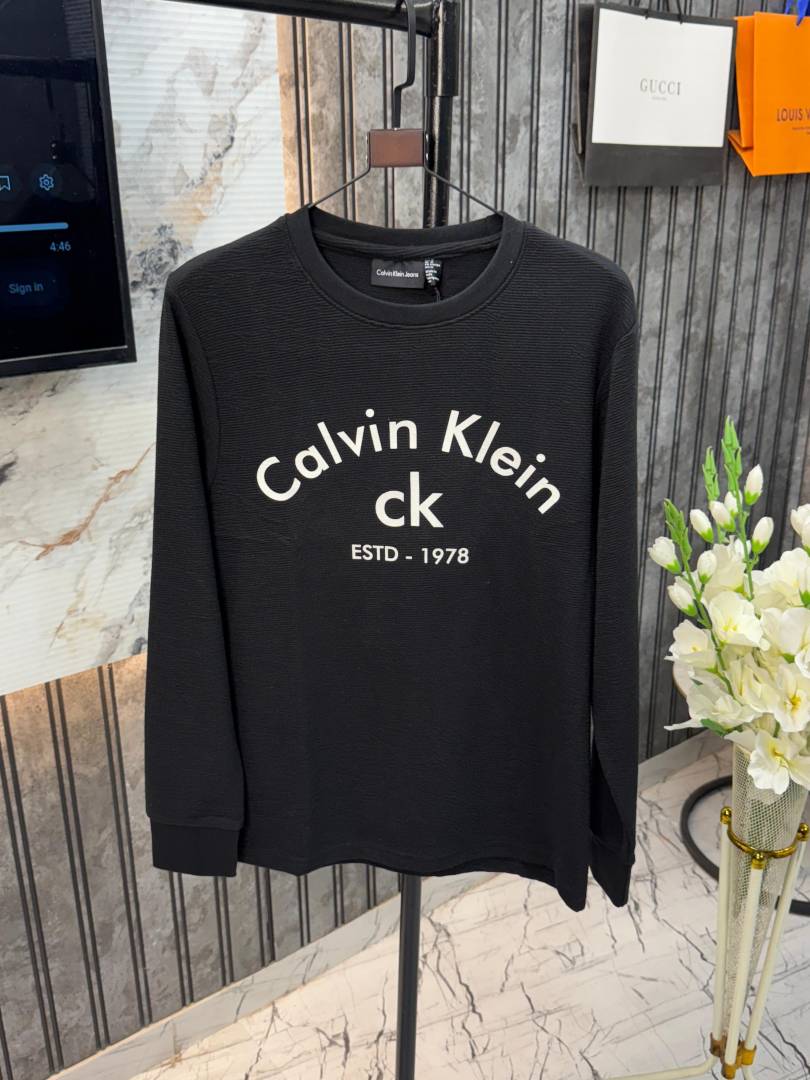 GUCCI
LOUIS V
4:46
Sign in
Calvin Klein Jeans
Calvin Klein
ck
ESTD - 1978